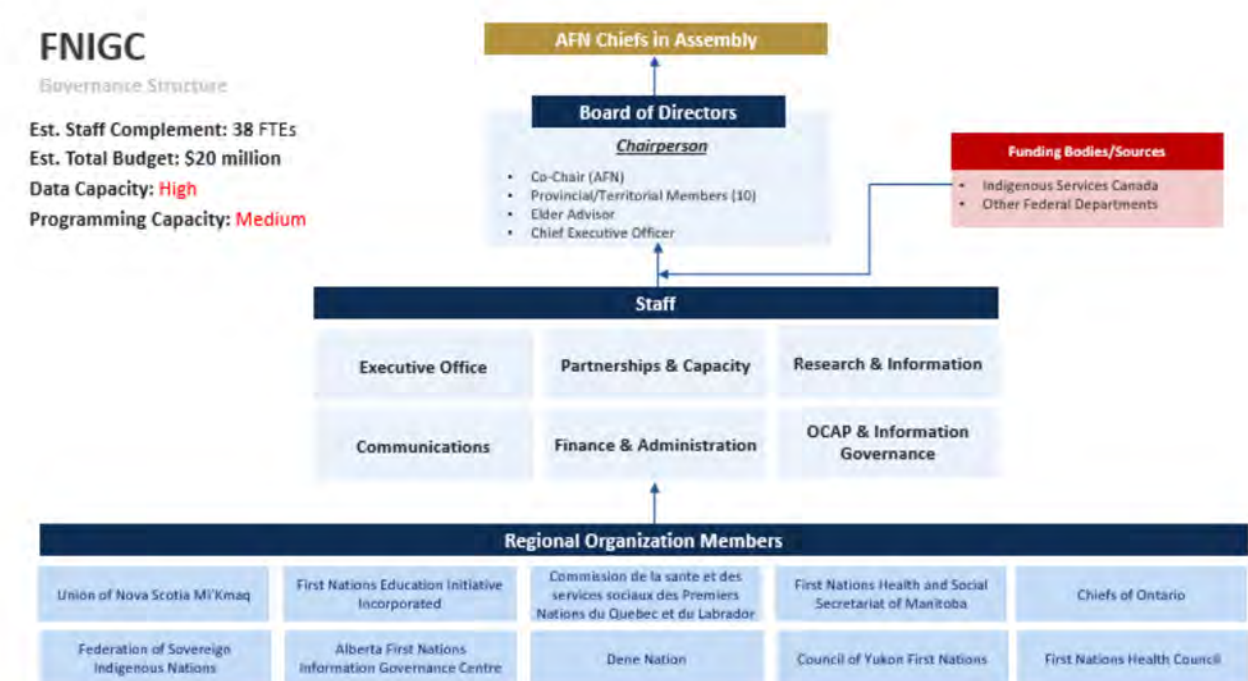 FNIGC
Governance Structure
Est. Staff Complement: 38 FTEs
Est. Total Budget: $20 million
Data Capacity: High
Programming Capacity: Medium
AFN Chiefs in Assembly
Board of Directors
Chairperson
• Co-Chair (AFN)
• Provincial/Territorial Members (10)
• Elder Advisor
• Chief Executive Officer
Funding Bodies/Sources
• Indigenous Services Canada
• Other Federal Departments
Staff
Executive Office
Partnerships & Capacity
Research & Information
Communications
Finance & Administration
OCAP & Information
Governance
Regional Organization Members
Union of Nova Scotia Mi'Kmaq
First Nations Education Initiative
Incorporated
Commission de la sante et des
services sociaux des Premiers
Nations du Quebec et du Labrador
First Nations Health and Social
Secretariat of Manitoba
Chiefs of Ontario
Federation of Sovereign
Indigenous Nations
Alberta First Nations
Information Governance Centre
Dene Nation
Council of Yukon First Nations
First Nations Health Council